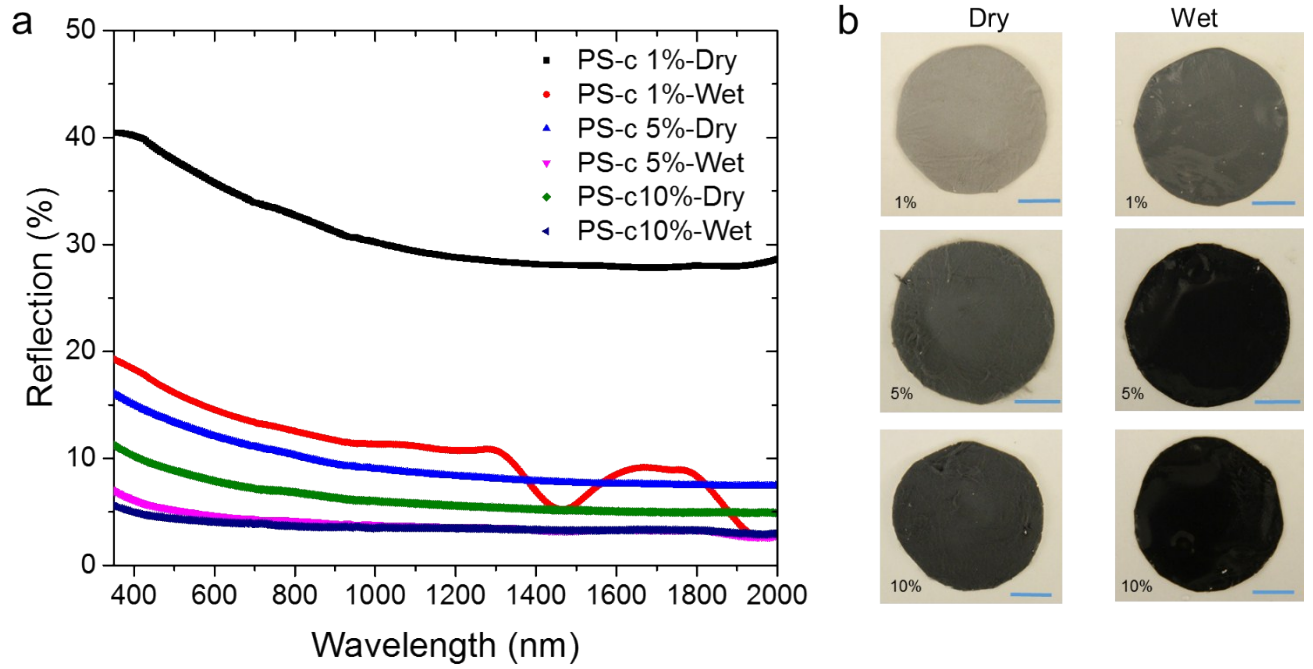 a
50
40
30
20
10
0
Reflection (%)
PS-c 1%-Dry
PS-c 1%-Wet
PS-c 5%-Dry
PS-c 5%-Wet
PS-c10%-Dry
PS-c10%-Wet
400 600 800 1000 1200 1400 1600 1800 2000
Wavelength (nm)
b
Dry Wet
1% 1%
5% 5%
10% 10%